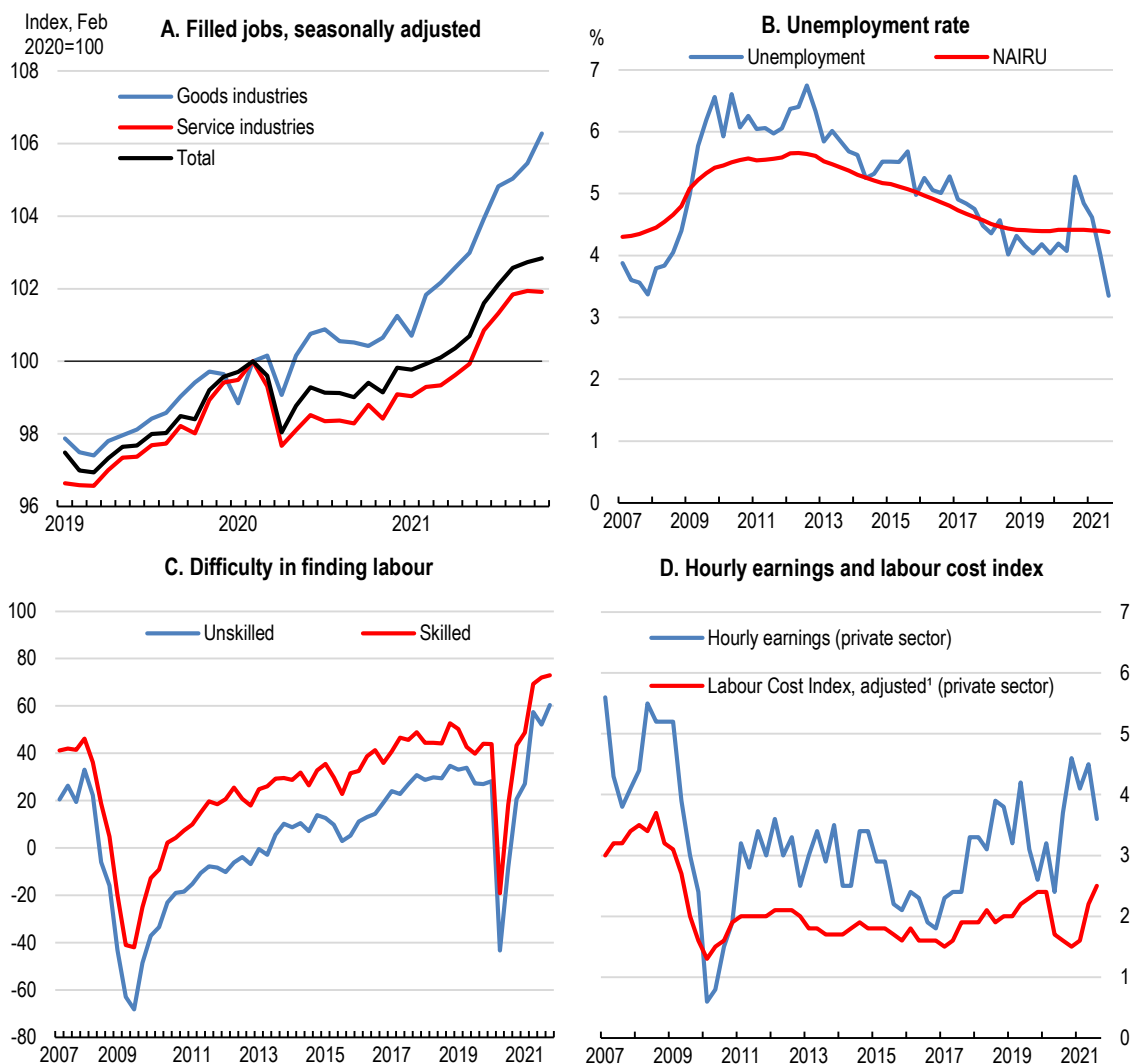 Index, Feb
2020=100
A. Filled jobs, seasonally adjusted
108
106
104
102
100
98
96
Goods industries
Service industries
Total
2019 2020 2021
B. Unemployment rate
%
Unemployment NAIRU
7
6
5
4
3
2
1
0
2007 2009 2011 2013 2015 2017 2019 2021
C. Difficulty in finding labour
100
80
60
40
20
0
-20
-40
-60
-80
Unskilled Skilled
2007 2009 2011 2013 2015 2017 2019 2021
D. Hourly earnings and labour cost index
7
6
5
4
3
2
1
0
Hourly earnings (private sector)
Labour Cost Index, adjusted¹ (private sector)
2007 2009 2011 2013 2015 2017 2019 2021